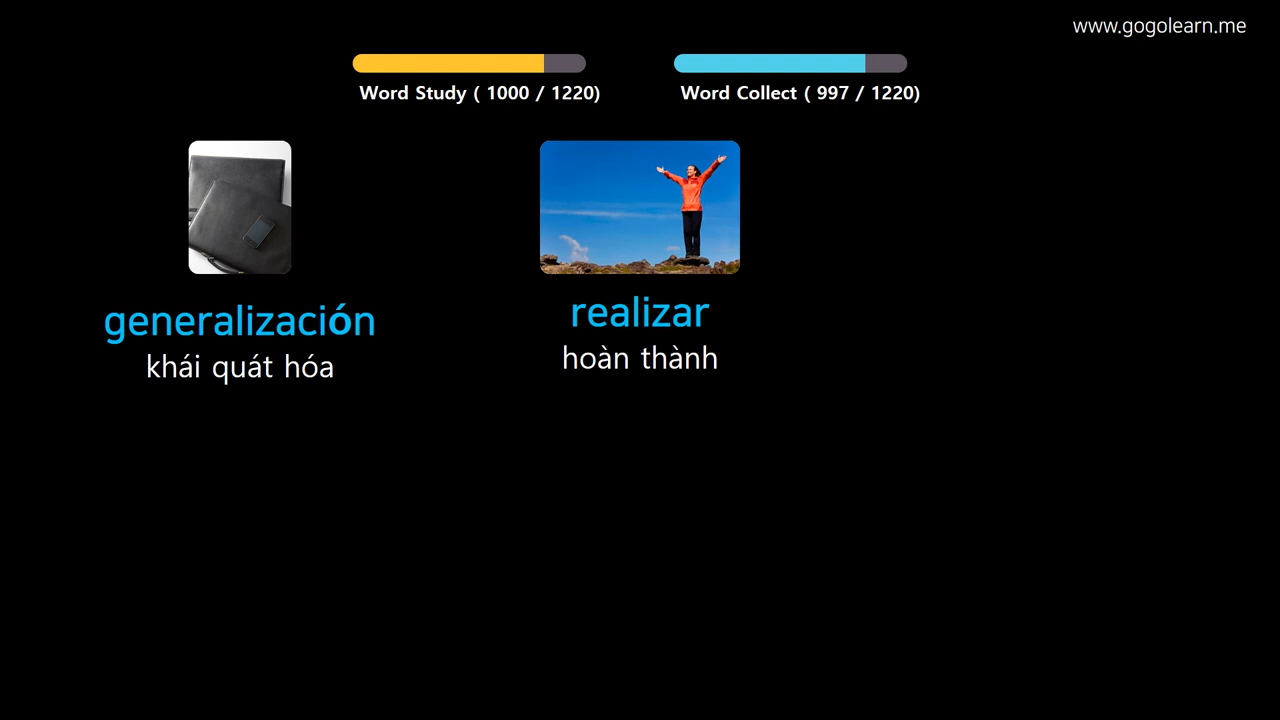 www.gogolearn.me
Word Study ( 1000 / 1220)
Word Collect ( 997 / 1220)
generalización
khái quát hóa
realizar
hoàn thành